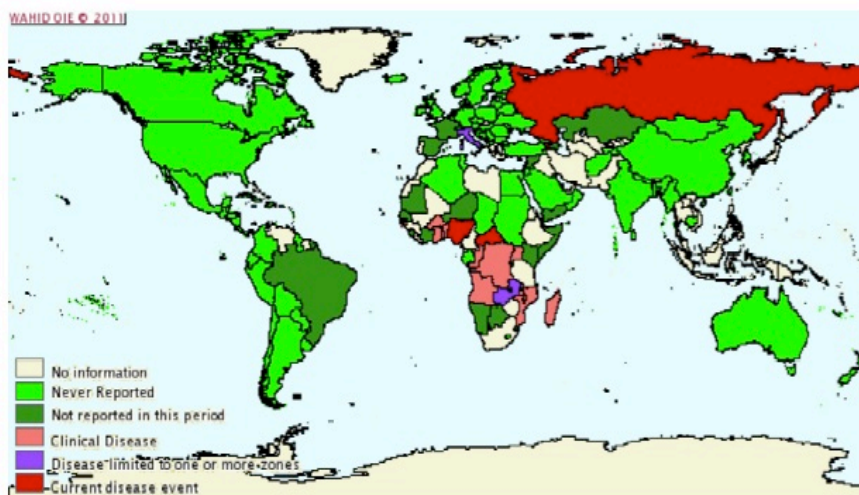 WAHID OIE © 2011
No information
Never Reported
Not reported in this period
Clinical Disease
Disease limited to one or more zones
Current disease event